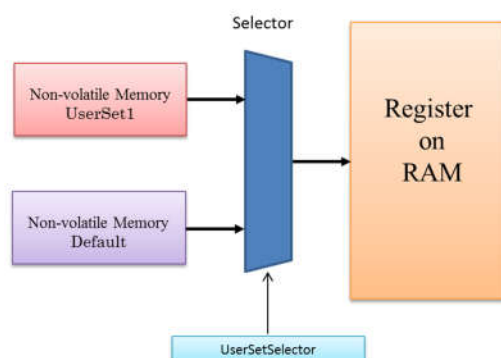 Selector
Non-volatile Memory
UserSet1
Register
on
RAM
Non-volatile Memory
Default
UserSetSelector